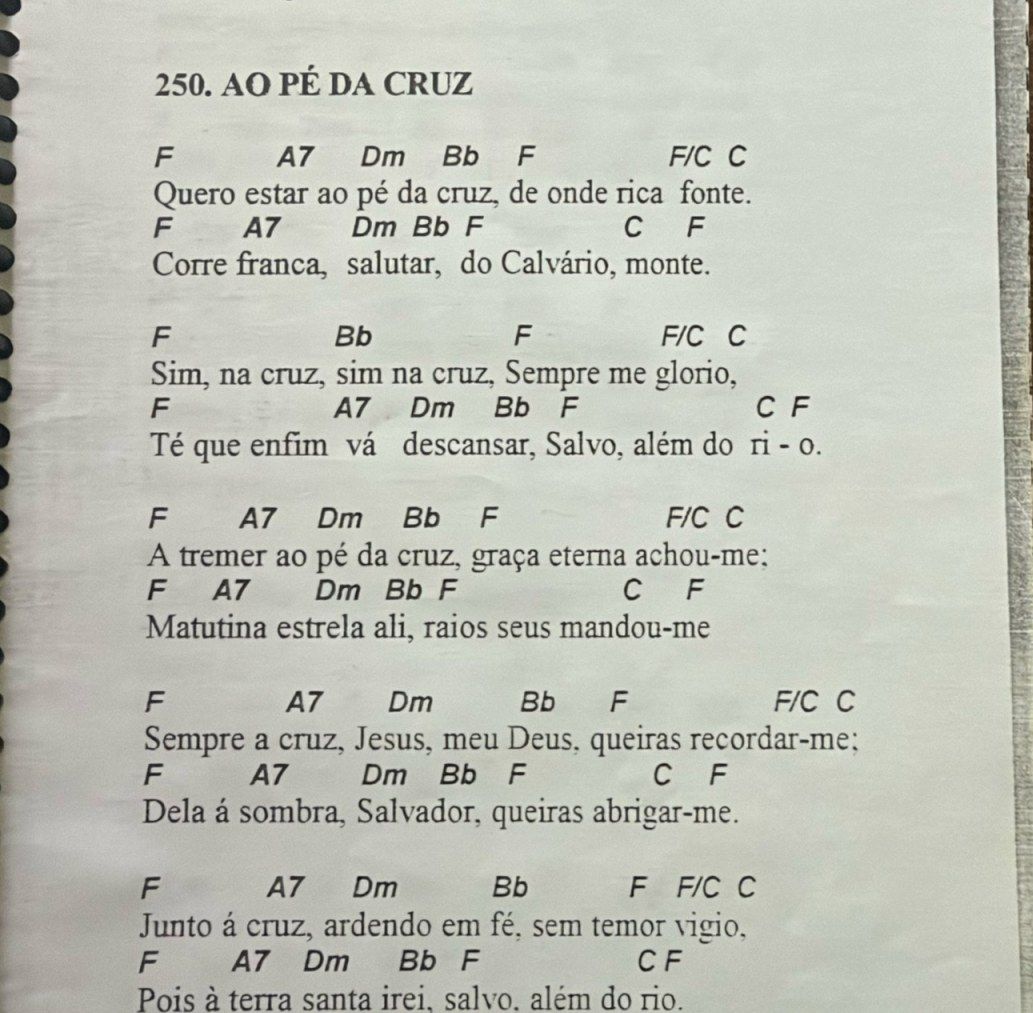 250. AO PÉ DA CRUZ
F A7 Dm Bb F F/C C
Quero estar ao pé da cruz, de onde rica fonte.
F A7 Dm Bb F C F
Corre franca, salutar, do Calvário, monte.
F Bb F F/C C
Sim, na cruz, sim na cruz, Sempre me glorio,
F A7 Dm Bb F C F
Té que enfim vá descansar, Salvo, além do ri - o.
F A7 Dm Bb F F/C C
A tremer ao pé da cruz, graça eterna achou-me;
F A7 Dm Bb F C F
Matutina estrela ali, raios seus mandou-me
F A7 Dm Bb F F/C C
Sempre a cruz, Jesus, meu Deus, queiras recordar-me;
F A7 Dm Bb F C F
Dela á sombra, Salvador, queiras abrigar-me.
F A7 Dm Bb F F/C C
Junto á cruz, ardendo em fé, sem temor vigio,
F A7 Dm Bb F C F
Pois à terra santa irei, salvo, além do rio.